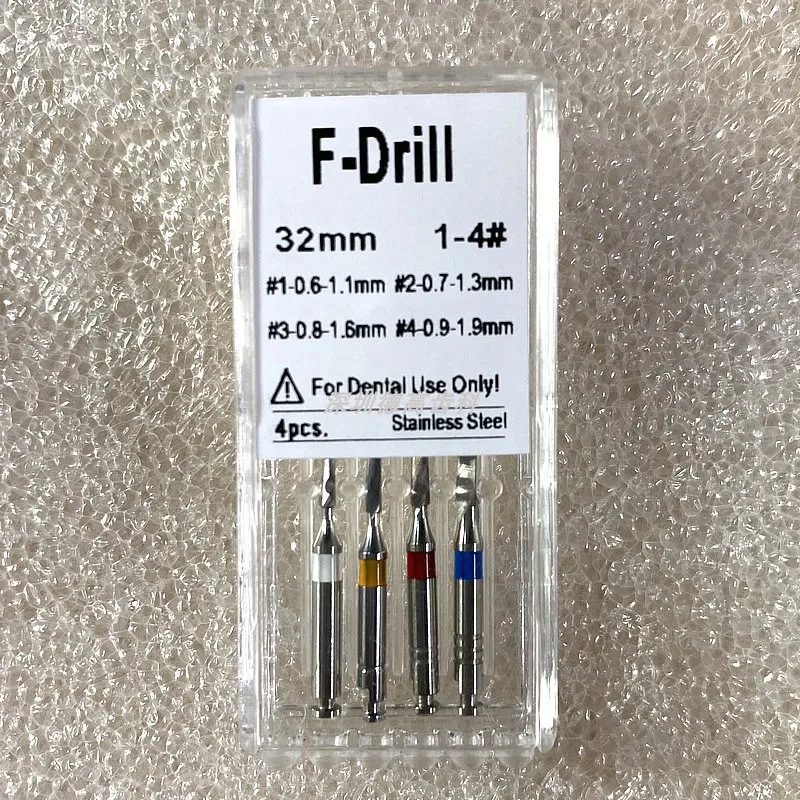 F-Drill
32mm 1-4#
#1-0.6-1.1mm #2-0.7-1.3mm
#3-0.8-1.6mm #4-0.9-1.9mm
For Dental Use Only!
4pcs. Stainless Steel